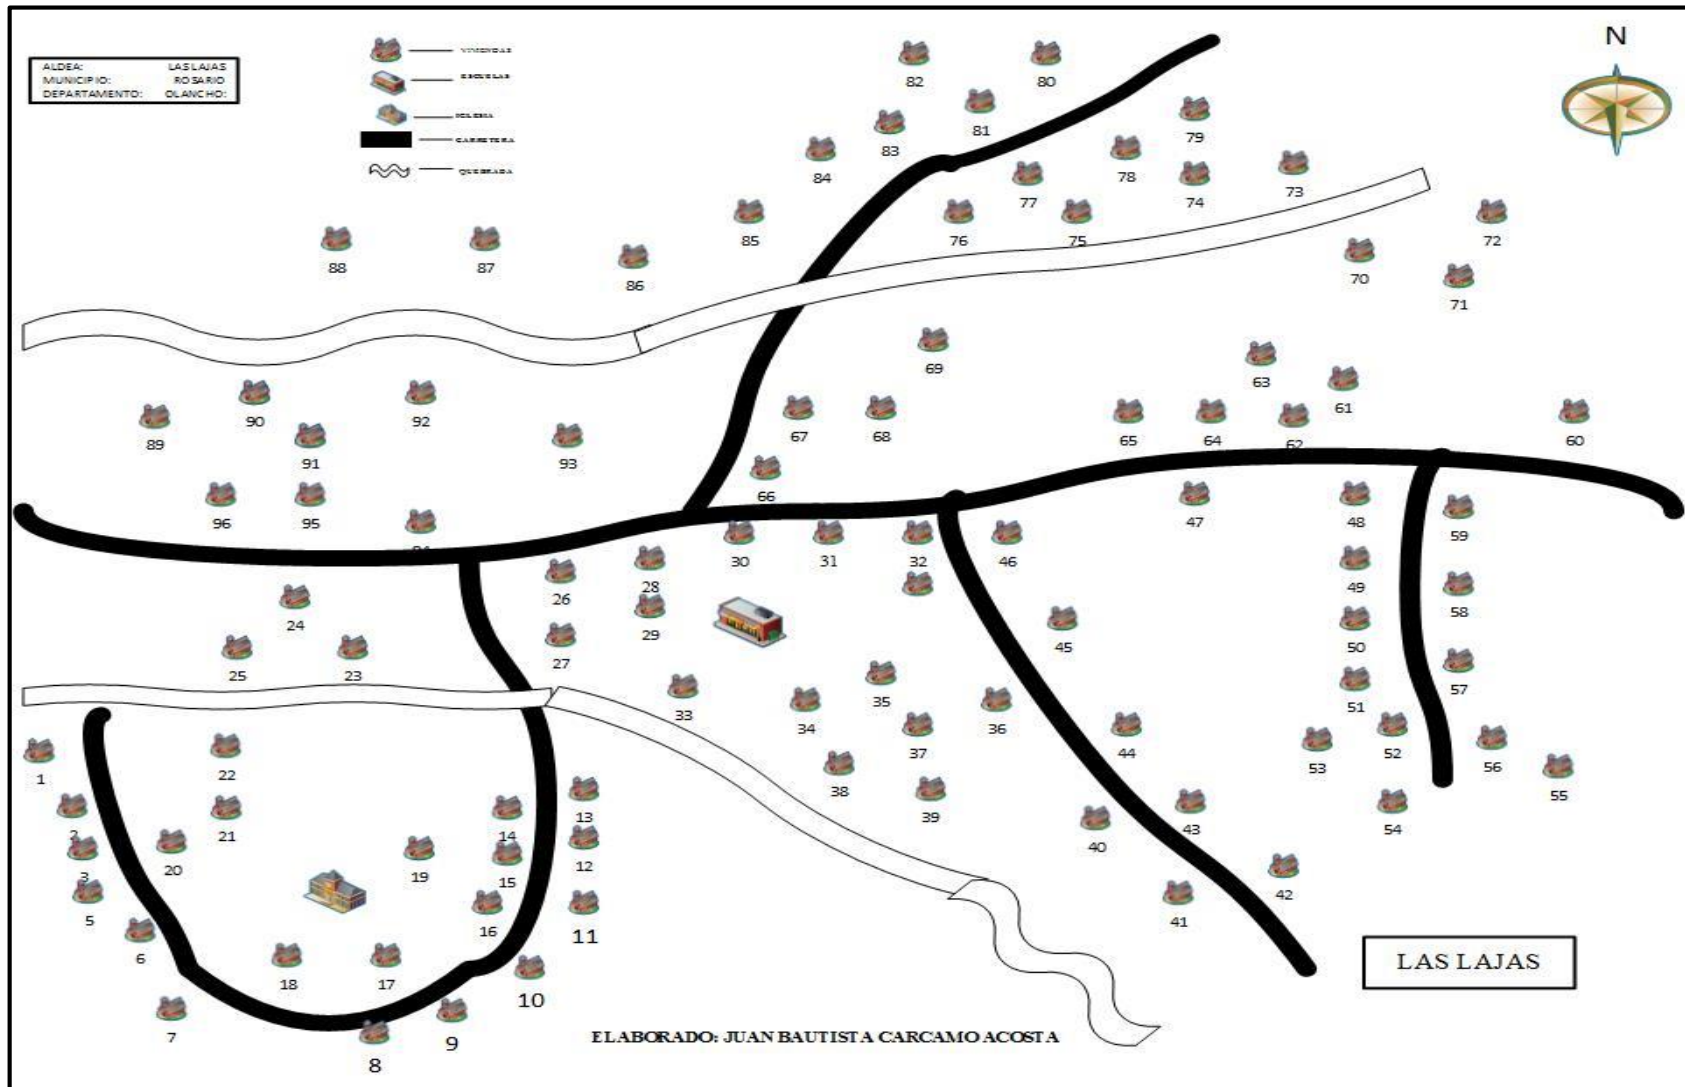 N
ALDEA: LAS LAJAS
MUNICIPIO: ROSARIO
DEPARTAMENTO: OLANCHO:
VIVIENDAS
ESCUELAS
IGLESIA
CARRETERA
QUEBRADA
82 80
81
83 79
84
78
77 74 73
85 76 75 72
88 87 86 70
71
69
63
61
90 92 67 68 65 64 62 60
89 91 93
66
96 95 47 48
94 59
30 31 32 46
28
26 49
58
24 29
27 45 50
25 23
57
33 35 51
34 36
22 37 44 52
1 53 56
38 55
13 39
2 21 14 54
43
12 40
20 19 15
3
42
5 16 11 41
6
18 17
10
LAS LAJAS
7
9
8
ELABORADO: JUAN BAUTISTA CARCAMO ACOSTA